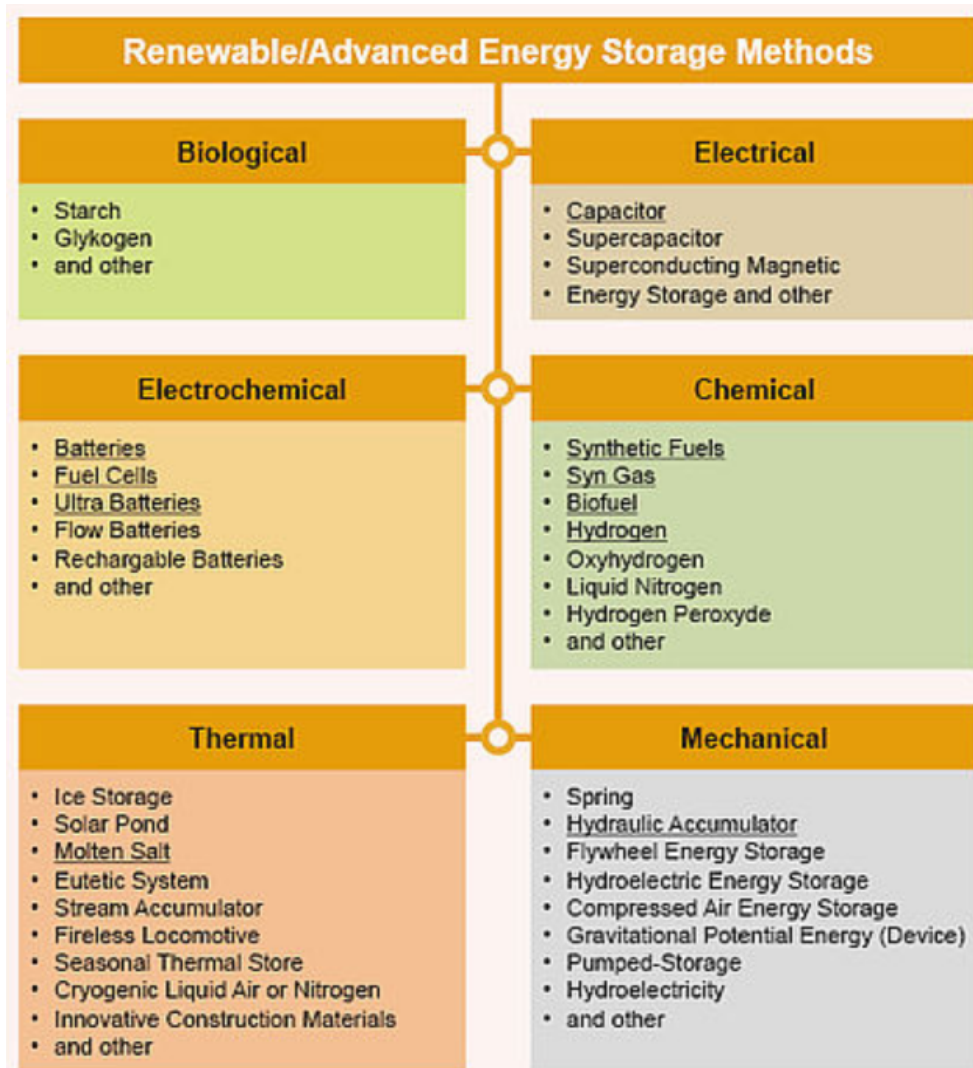 Renewable/Advanced Energy Storage Methods
Biological
• Starch
• Glykogen
• and other
Electrical
• Capacitor
• Supercapacitor
• Superconducting Magnetic
• Energy Storage and other
Electrochemical
• Batteries
• Fuel Cells
• Ultra Batteries
• Flow Batteries
• Rechargable Batteries
• and other
Chemical
• Synthetic Fuels
• Syn Gas
• Biofuel
• Hydrogen
• Oxyhydrogen
• Liquid Nitrogen
• Hydrogen Peroxyde
• and other
Thermal
• Ice Storage
• Solar Pond
• Molten Salt
• Eutetic System
• Stream Accumulator
• Fireless Locomotive
• Seasonal Thermal Store
• Cryogenic Liquid Air or Nitrogen
• Innovative Construction Materials
• and other
Mechanical
• Spring
• Hydraulic Accumulator
• Flywheel Energy Storage
• Hydroelectric Energy Storage
• Compressed Air Energy Storage
• Gravitational Potential Energy (Device)
• Pumped-Storage
• Hydroelectricity
• and other